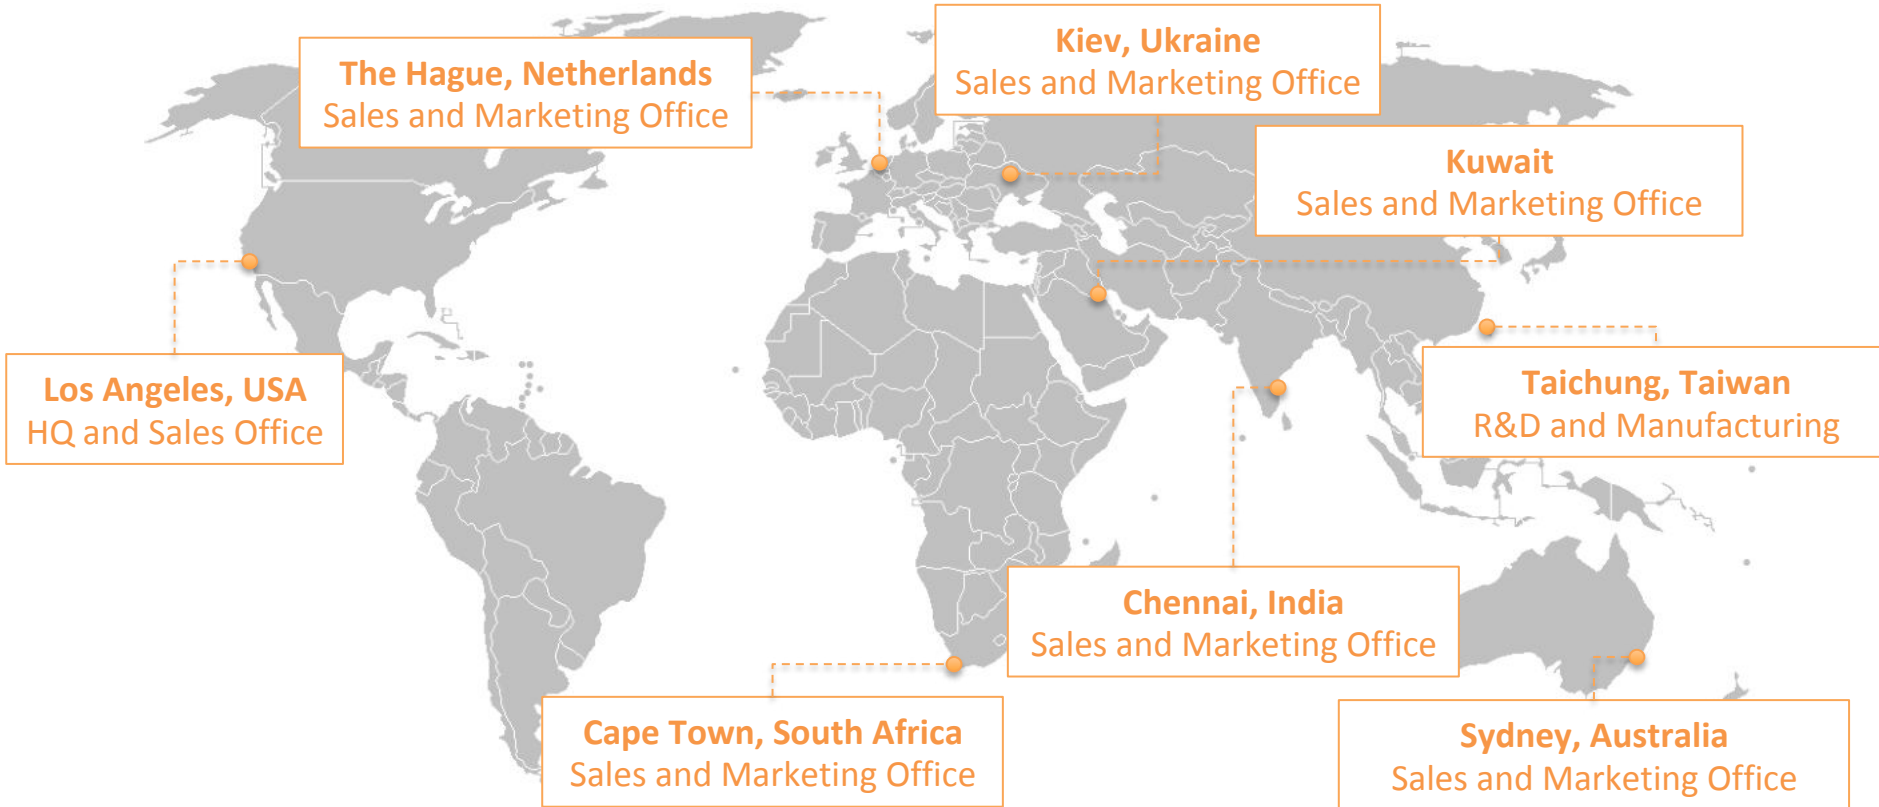 Kiev, Ukraine
Sales and Marketing Office
The Hague, Netherlands
Sales and Marketing Office
Kuwait
Sales and Marketing Office
Los Angeles, USA
HQ and Sales Office
Taichung, Taiwan
R&D and Manufacturing
Chennai, India
Sales and Marketing Office
Cape Town, South Africa
Sales and Marketing Office
Sydney, Australia
Sales and Marketing Office